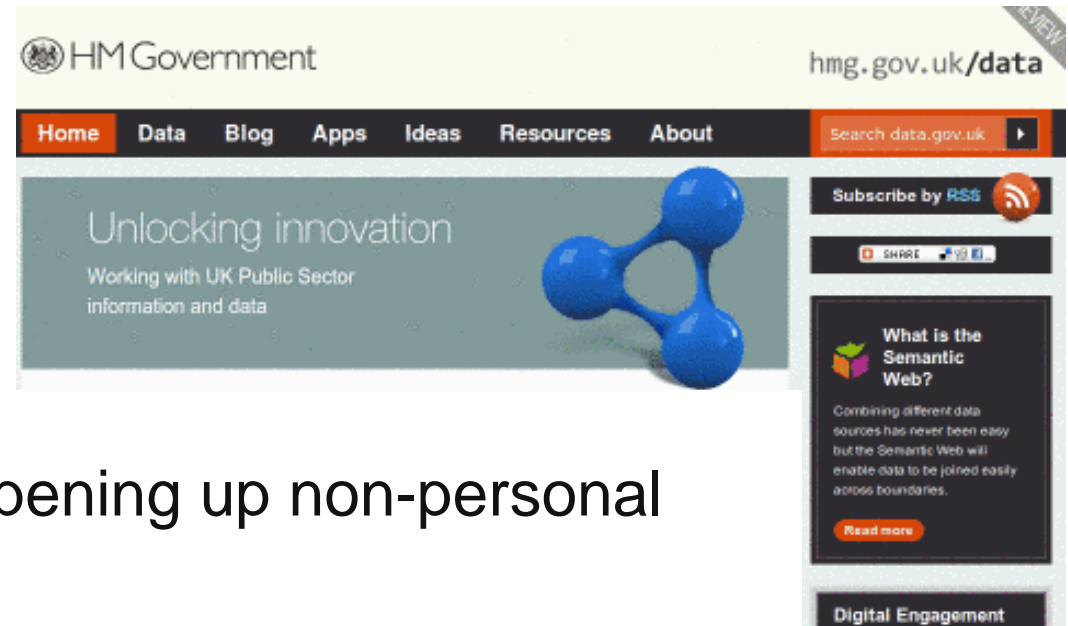 HM Government
hmg.gov.uk/data
Home Data Blog Apps Ideas Resources About
Search data.gov.uk
Unlocking innovation
Working with UK Public Sector
information and data
Subscribe by RSS
SHARE
What is the
Semantic
Web?
Combining different data
sources has never been easy
but the Semantic Web will
enable data to be joined easily
across boundaries.
Read more
Digital Engagement
up non-personal